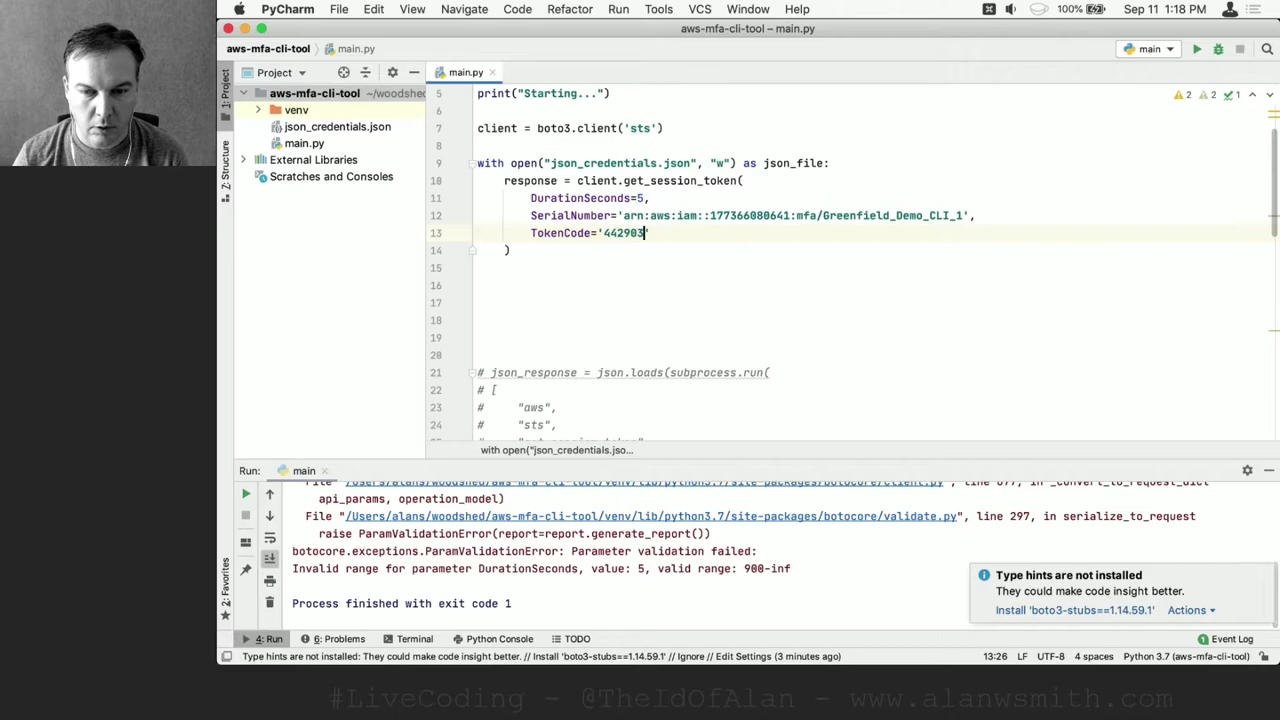 PyCharm File Edit View Navigate Code Refactor Run Tools VCS Window Help 100% Sep 11 1:18 PM
aws-mfa-cli-tool – main.py
aws-mfa-cli-tool main.py main
1: Project
Project
main.py
aws-mfa-cli-tool ~/woodshed
venv
json_credentials.json
main.py
External Libraries
Scratches and Consoles
Z: Structure
2 2 1
5 print("Starting...")
6
7 client = boto3.client('sts')
8
9 with open("json_credentials.json", "w") as json_file:
10 response = client.get_session_token(
11 DurationSeconds=5,
12 SerialNumber='arn:aws:iam::177366080641:mfa/Greenfield_Demo_CLI_1',
13 TokenCode='442903'
14 )
15
16
17
18
19
20
21 # json_response = json.loads(subprocess.run(
22 # [
23 # "aws",
24 # "sts",
with open("json_credentials.jso...
Run: main
api_params, operation_model)
File "/Users/alans/woodshed/aws-mfa-cli-tool/venv/lib/python3.7/site-packages/botocore/validate.py", line 297, in serialize_to_request
raise ParamValidationError(report=report.generate_report())
botocore.exceptions.ParamValidationError: Parameter validation failed:
Invalid range for parameter DurationSeconds, value: 5, valid range: 900-inf
Process finished with exit code 1
2: Favorites
Type hints are not installed
They could make code insight better.
Install 'boto3-stubs==1.14.59.1' Actions
4: Run 6: Problems Terminal Python Console TODO 1 Event Log
Type hints are not installed: They could make code insight better. // Install 'boto3-stubs==1.14.59.1' // Ignore // Edit Settings (3 minutes ago) 13:26 LF UTF-8 4 spaces Python 3.7 (aws-mfa-cli-tool)
#LiveCoding - @TheIdOfAlan - www.alanwsmith.com